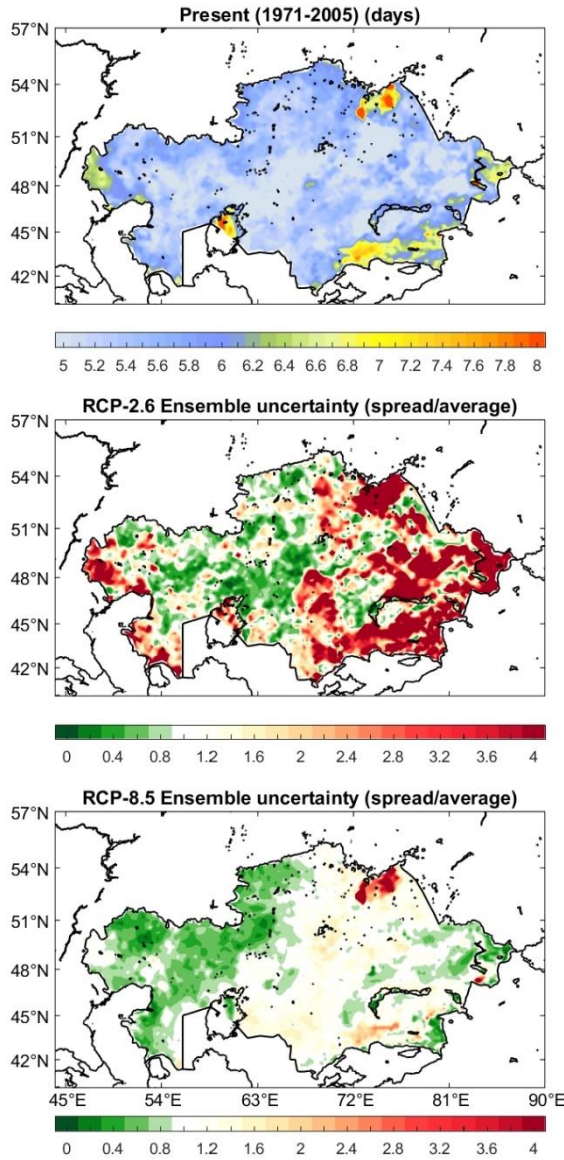 Present (1971-2005) (days)
57°N
54°N
51°N
48°N
45°N
42°N
5 5.2 5.4 5.6 5.8 6 6.2 6.4 6.6 6.8 7 7.2 7.4 7.6 7.8 8
RCP-2.6 Ensemble uncertainty (spread/average)
57°N
54°N
51°N
48°N
45°N
42°N
0 0.4 0.8 1.2 1.6 2 2.4 2.8 3.2 3.6 4
RCP-8.5 Ensemble uncertainty (spread/average)
57°N
54°N
51°N
48°N
45°N
42°N
45°E 54°E 63°E 72°E 81°E 90°E
0 0.4 0.8 1.2 1.6 2 2.4 2.8 3.2 3.6 4